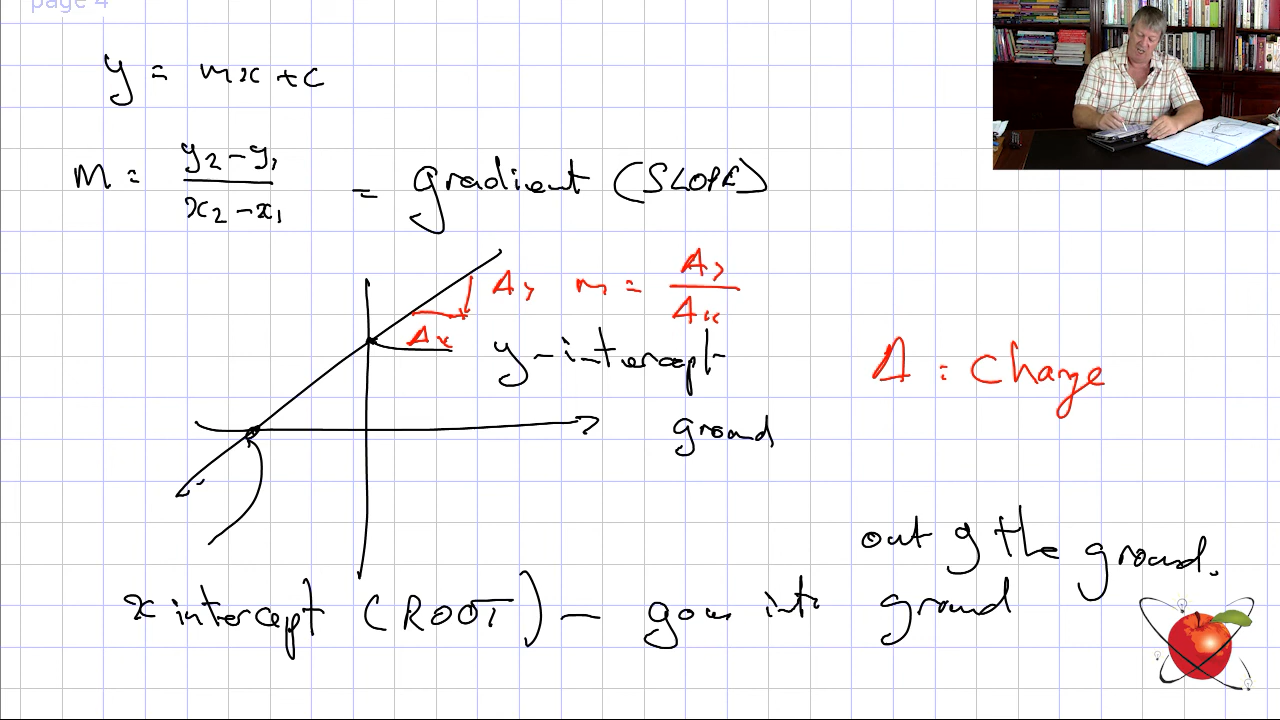 page 4
y = mx + c
m = y₂ - y₁ / x₂ - x₁ = gradient (SLOPE)
Δy m = Δy / Δx
Δx
y-intercept
Δ = Change
ground
out of the ground.
x intercept (ROOT) — goes into ground